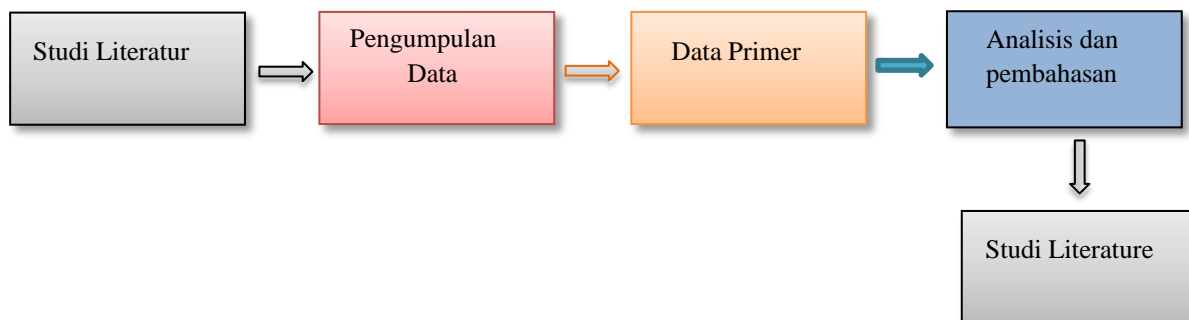 Studi Literatur
Pengumpulan
Data
Data Primer
Analisis dan
pembahasan
Studi Literature